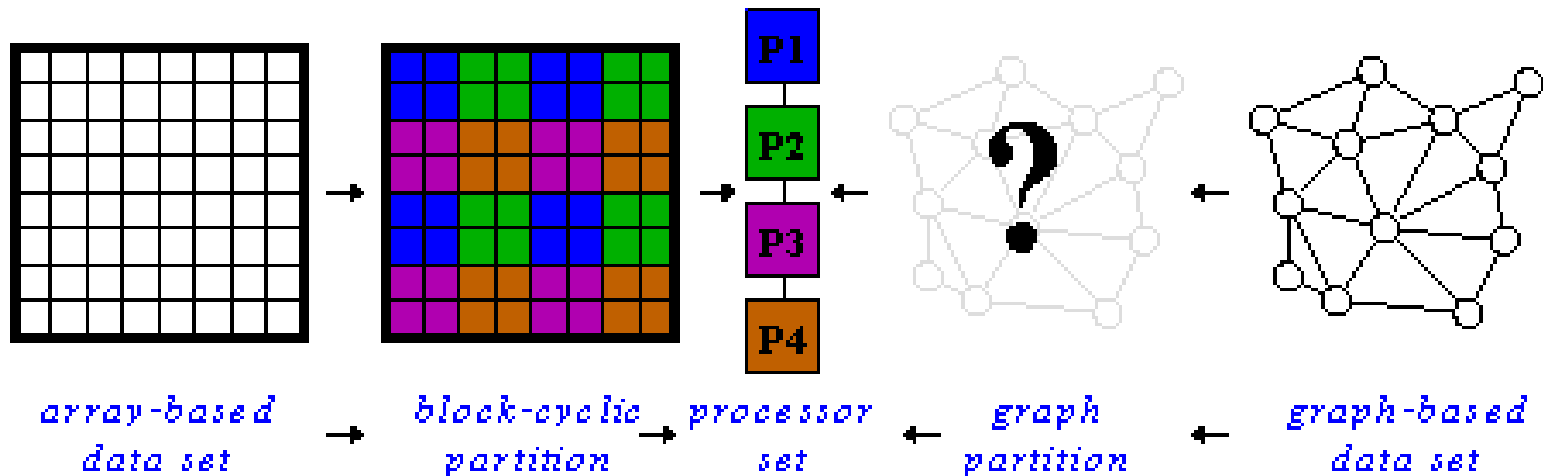 P1
P2
P3
P4
?
array-based
data set
block-cyclic
partition
processor
set
graph
partition
graph-based
data set